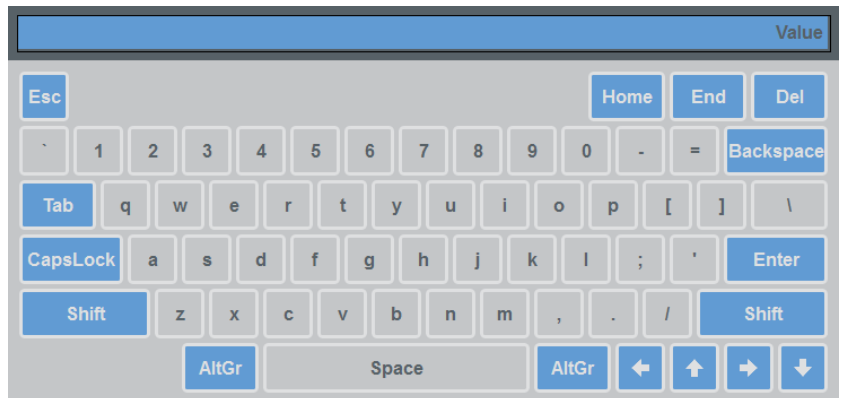 Value
Esc Home End Del
` 1 2 3 4 5 6 7 8 9 0 - = Backspace
Tab q w e r t y u i o p [ ] \
CapsLock a s d f g h j k l ; ' Enter
Shift z x c v b n m , . / Shift
AltGr Space AltGr